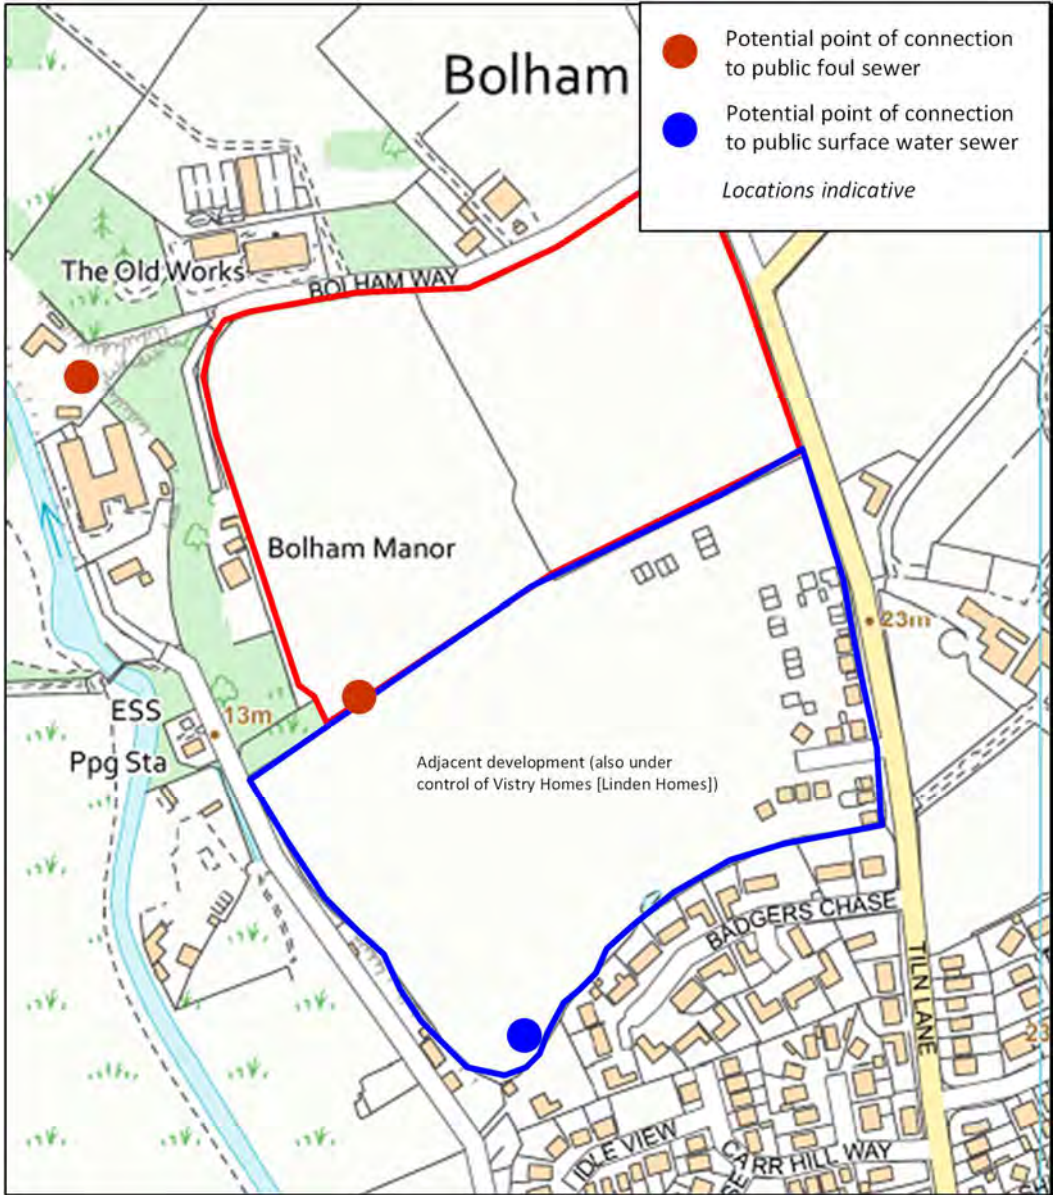 Potential point of connection
to public foul sewer
Potential point of connection
to public surface water sewer
Locations indicative
Bolham
The Old Works
BOLHAM WAY
Bolham Manor
23m
ESS
13m
Ppg Sta
Adjacent development (also under
control of Vistry Homes [Linden Homes])
BADGERS CHASE
TILN LANE
23
IDLE VIEW
CARR HILL WAY